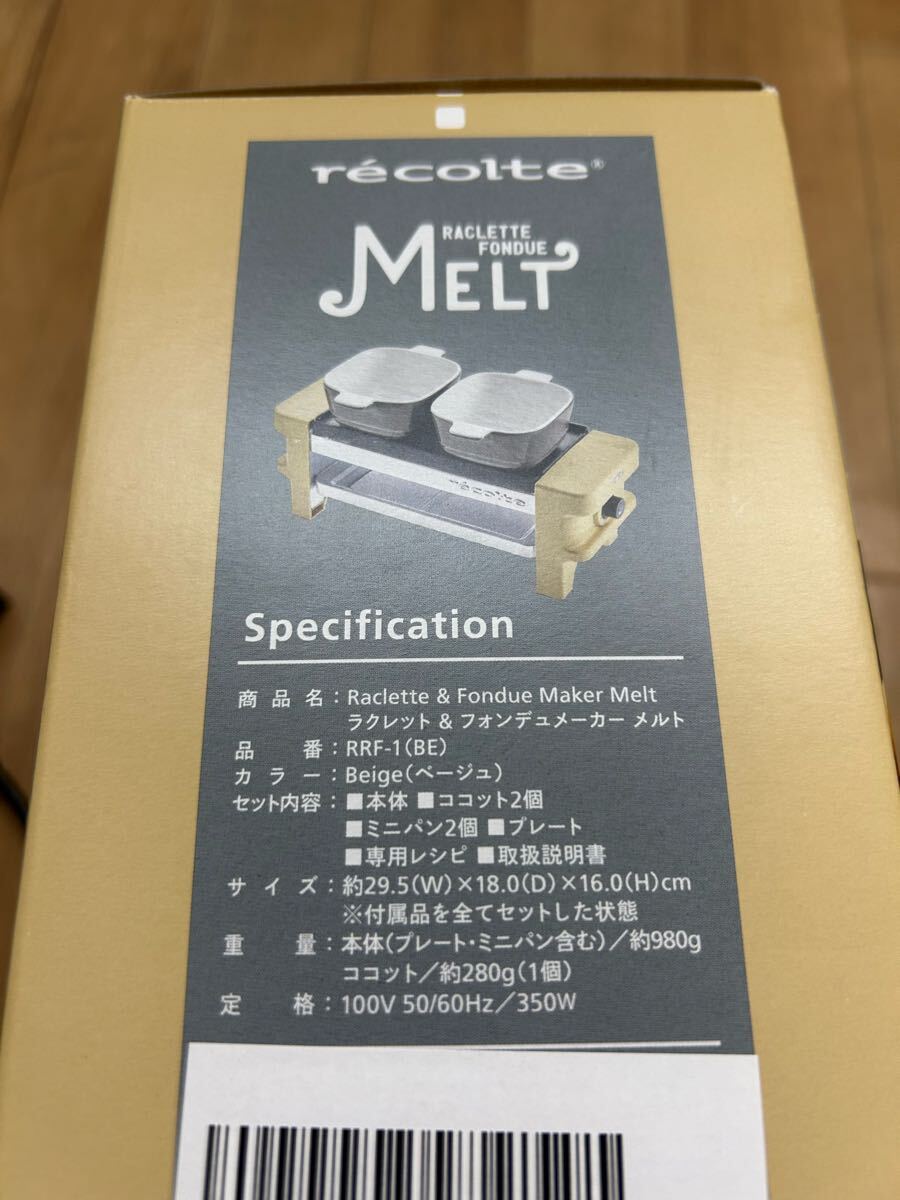 récolte®
RACLETTE
FONDUE
MELT
récolte
Specification
商品名：Raclette & Fondue Maker Melt
ラクレット & フォンデュメーカー メルト
品番：RRF-1（BE）
カラー：Beige（ベージュ）
セット内容：■本体 ■ココット2個
■ミニパン2個 ■プレート
■専用レシピ ■取扱説明書
サイズ：約29.5（W）×18.0（D）×16.0（H）cm
※付属品を全てセットした状態
重量：本体（プレート・ミニパン含む）／約980g
ココット／約280g（1個）
定格：100V 50/60Hz／350W